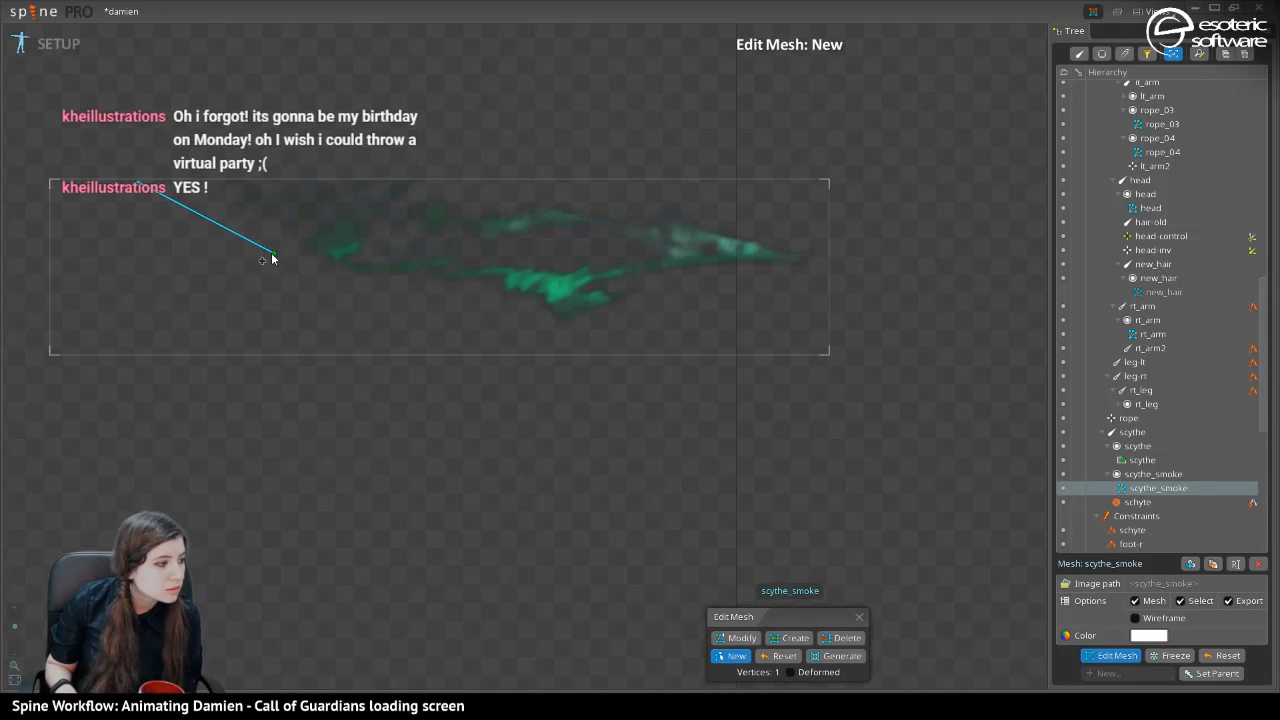 spine PRO
*damien
Views
esoteric
software
SETUP
Edit Mesh: New
Tree
Hierarchy
kheillustrations Oh i forgot! its gonna be my birthday
on Monday! oh I wish i could throw a
virtual party ;(
kheillustrations YES !
lt_arm
lt_arm
rope_03
rope_03
rope_04
rope_04
lt_arm2
head
head
head
hair-old
head-control
head-inv
new_hair
new_hair
new_hair
rt_arm
rt_arm
rt_arm
rt_arm2
leg-lt
leg-rt
rt_leg
rt_leg
rope
scythe
scythe
scythe
scythe_smoke
scythe_smoke
schyte
Constraints
schyte
foot-r
Mesh: scythe_smoke
Image path <scythe_smoke>
Options Mesh Select Export
Wireframe
Color
Edit Mesh Freeze Reset
+ New... Set Parent
scythe_smoke
Edit Mesh
Modify Create Delete
New Reset Generate
Vertices: 1 Deformed
Spine Workflow: Animating Damien - Call of Guardians loading screen